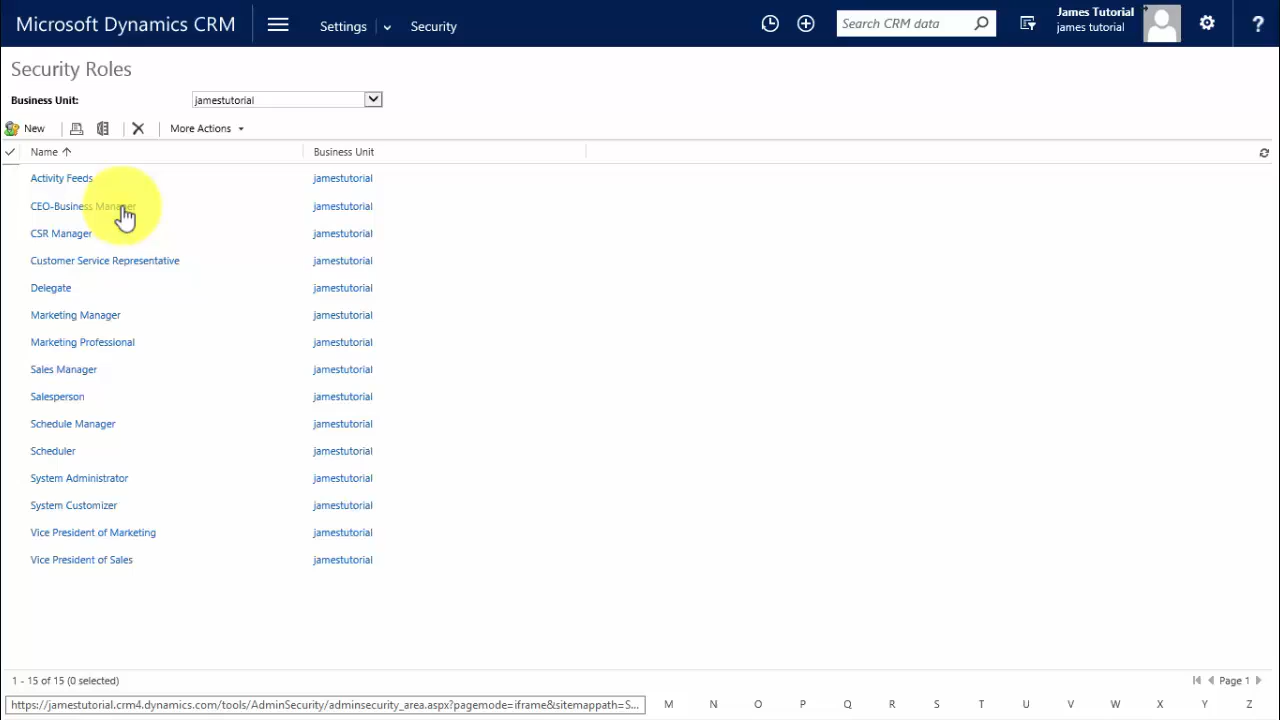 Microsoft Dynamics CRM Settings Security Search CRM data James Tutorial
james tutorial
?
Security Roles
Business Unit: jamestutorial
New More Actions
Name Business Unit
Activity Feeds jamestutorial
CEO-Business Manager jamestutorial
CSR Manager jamestutorial
Customer Service Representative jamestutorial
Delegate jamestutorial
Marketing Manager jamestutorial
Marketing Professional jamestutorial
Sales Manager jamestutorial
Salesperson jamestutorial
Schedule Manager jamestutorial
Scheduler jamestutorial
System Administrator jamestutorial
System Customizer jamestutorial
Vice President of Marketing jamestutorial
Vice President of Sales jamestutorial
1 - 15 of 15 (0 selected) Page 1
https://jamestutorial.crm4.dynamics.com/tools/AdminSecurity/adminsecurity_area.aspx?pagemode=iframe&sitemappath=S... M N O P Q R S T U V W X Y Z